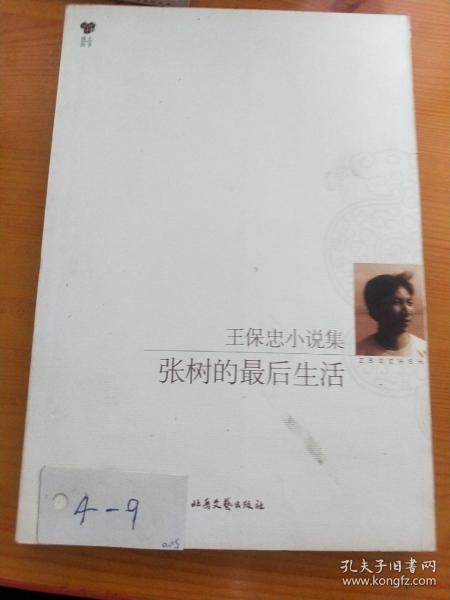 王保忠小说集
张树的最后生活
北岳文艺出版社
4-9
孔夫子旧书网
www.kongfz.com